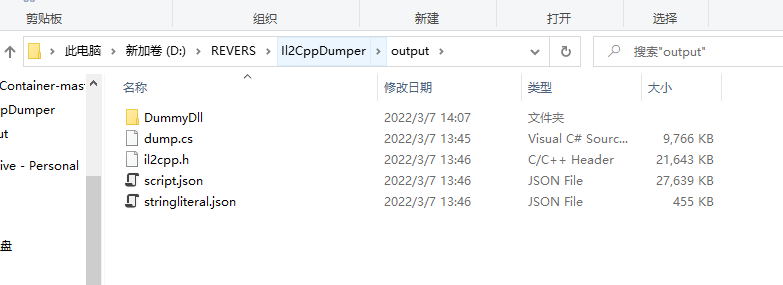 剪贴板 组织 新建 打开 选择
此电脑 新加卷 (D:) REVERS Il2CppDumper output 搜索"output"
Container-mast
名称 修改日期 类型 大小
pDumper
DummyDll 2022/3/7 14:07 文件夹
ut
dump.cs 2022/3/7 13:45 Visual C# Sourc... 9,766 KB
ive - Personal
il2cpp.h 2022/3/7 13:46 C/C++ Header 21,643 KB
script.json 2022/3/7 13:46 JSON File 27,639 KB
stringliteral.json 2022/3/7 13:46 JSON File 455 KB
盘